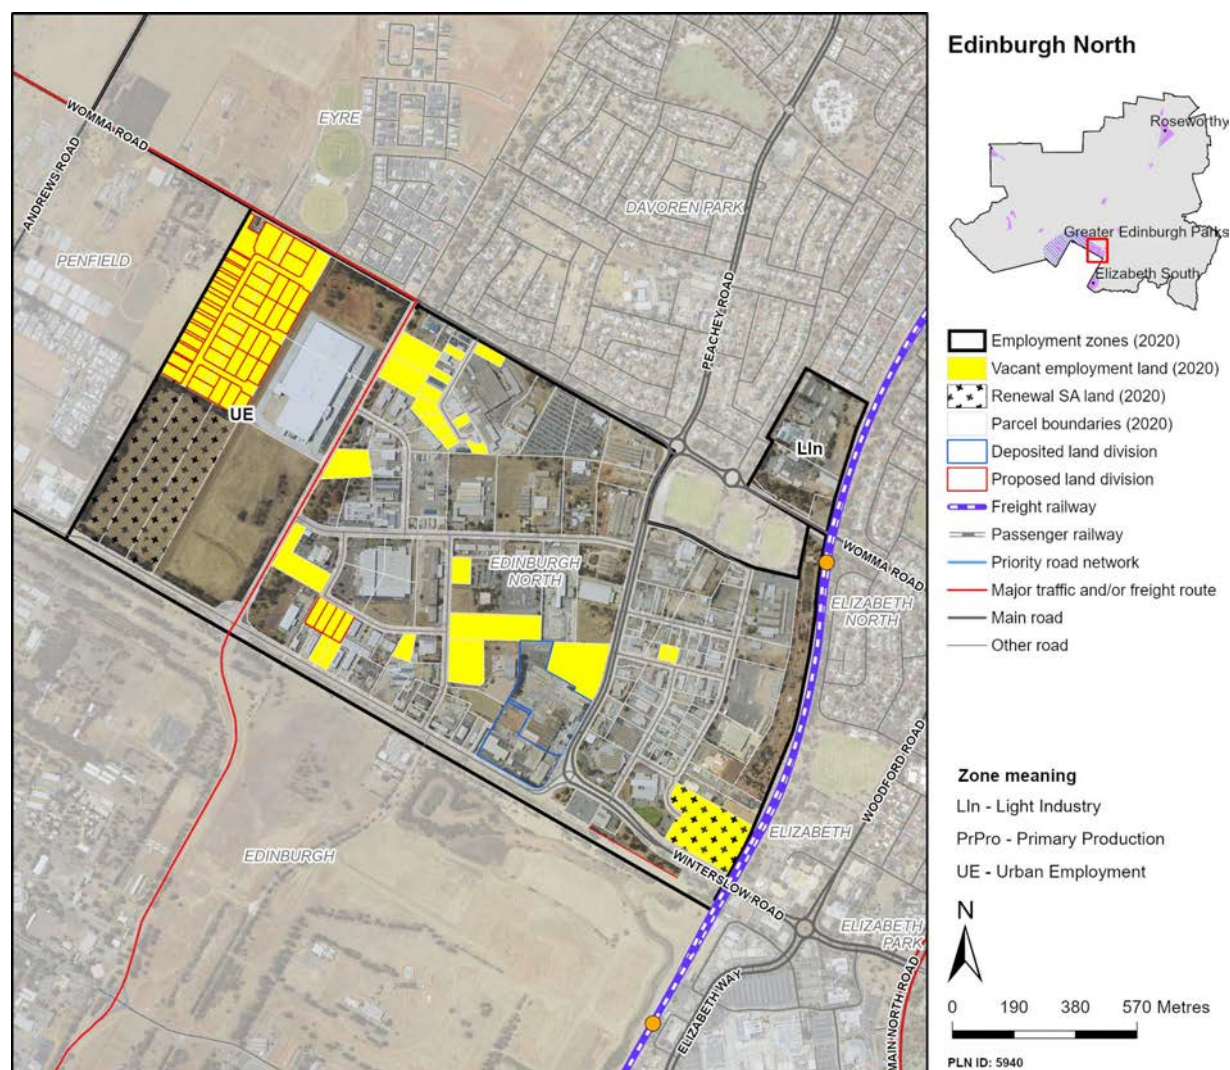 Edinburgh North
Roseworthy
Greater Edinburgh Parks
Elizabeth South
Employment zones (2020)
Vacant employment land (2020)
Renewal SA land (2020)
Parcel boundaries (2020)
Deposited land division
Proposed land division
Freight railway
Passenger railway
Priority road network
Major traffic and/or freight route
Main road
Other road
Zone meaning
LIn - Light Industry
PrPro - Primary Production
UE - Urban Employment
N
0 190 380 570 Metres
PLN ID: 5940
WOMMA ROAD
ANDREWS ROAD
EYRE
PENFIELD
DAVOREN PARK
PEACHEY ROAD
UE
LIn
WOMMA ROAD
EDINBURGH
NORTH
ELIZABETH
NORTH
WOODFORD ROAD
ELIZABETH
EDINBURGH
WINTERSLOW ROAD
ELIZABETH
PARK
ELIZABETH WAY
MAIN NORTH ROAD